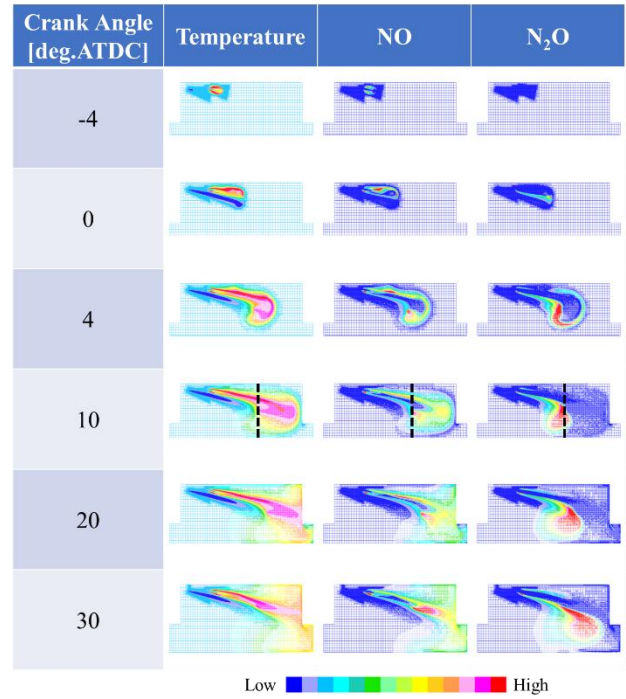 Crank Angle
[deg.ATDC]
Temperature
NO
N₂O
-4
0
4
10
20
30
Low
High